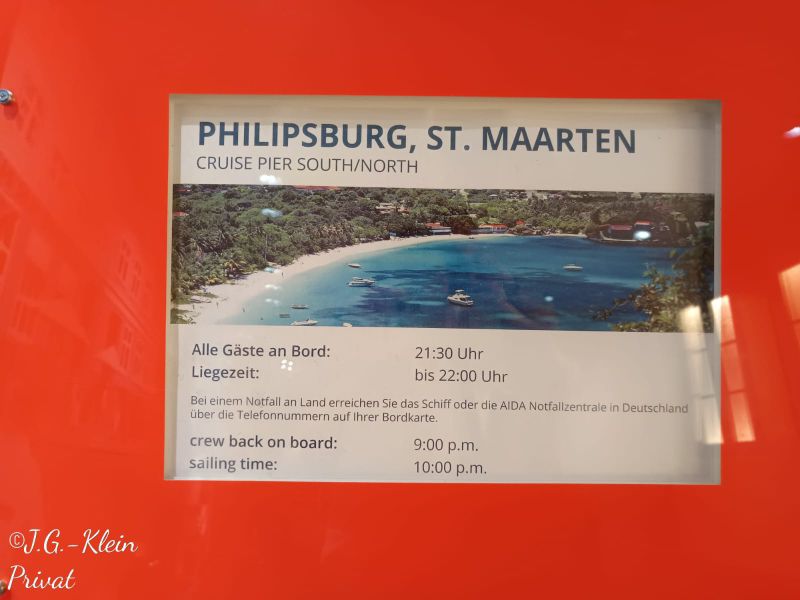 PHILIPSBURG, ST. MAARTEN
CRUISE PIER SOUTH/NORTH
Alle Gäste an Bord: 21:30 Uhr
Liegezeit: bis 22:00 Uhr
Bei einem Notfall an Land erreichen Sie das Schiff oder die AIDA Notfallzentrale in Deutschland
über die Telefonnummern auf Ihrer Bordkarte.
crew back on board: 9:00 p.m.
sailing time: 10:00 p.m.
©J.G.-Klein
Privat